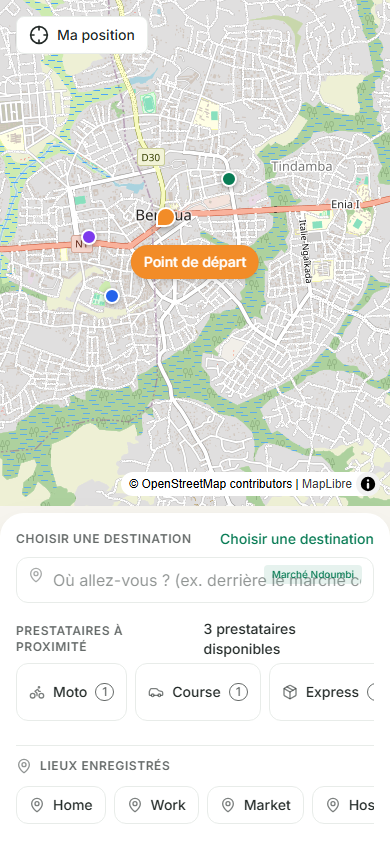 Ma position
D30
Tindamba
Enia I
Italie Ngaïkada
Point de départ
© OpenStreetMap contributors | MapLibre
CHOISIR UNE DESTINATION
Choisir une destination
Où allez-vous ? (ex. derrière le marché
Marché Ndoumbi
PRESTATAIRES À
PROXIMITÉ
3 prestataires
disponibles
Moto 1
Course 1
Express
LIEUX ENREGISTRÉS
Home
Work
Market